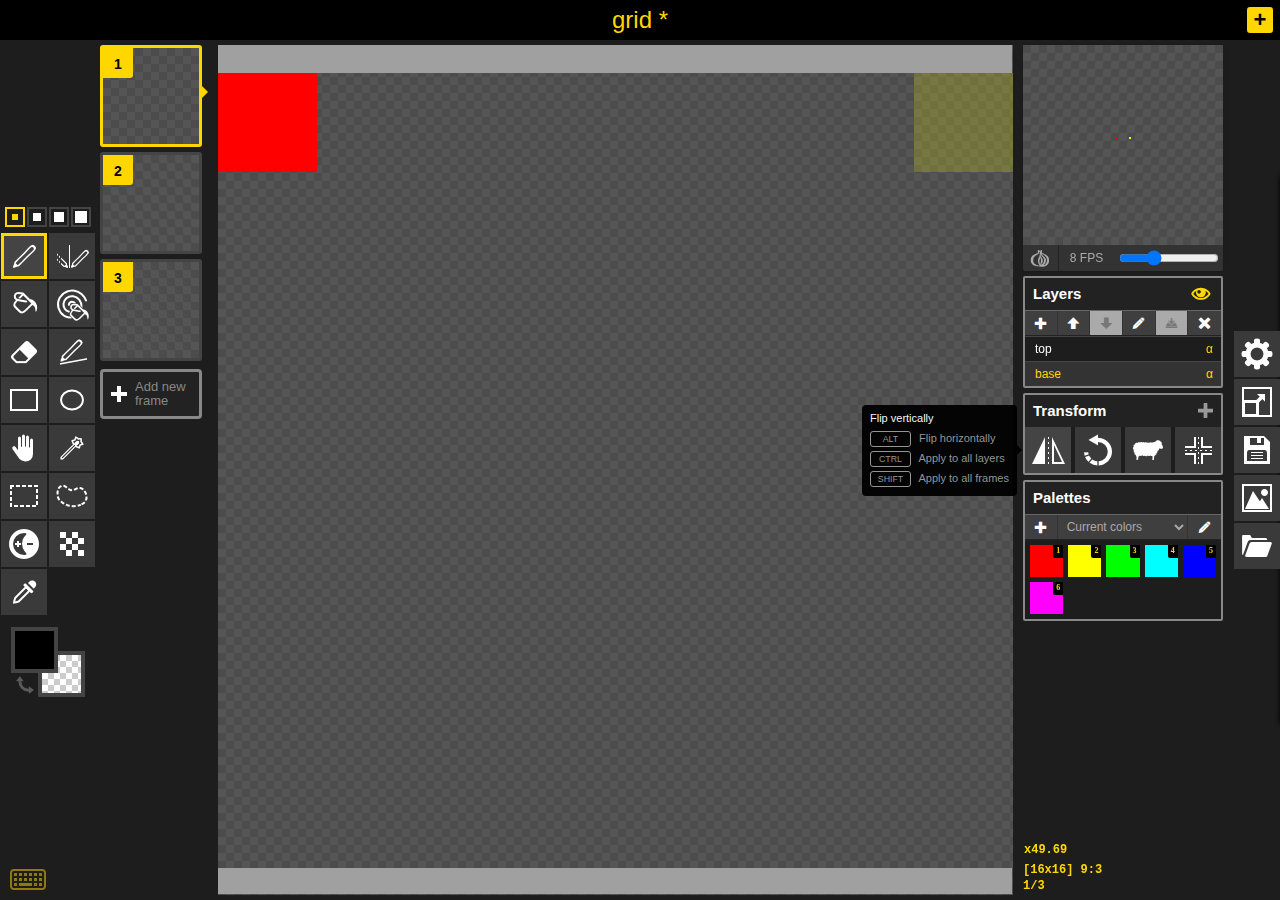 grid *
+
1
2
3
Add new
frame
8 FPS
Layers
top α
base α
Transform
Flip vertically
ALT Flip horizontally
CTRL Apply to all layers
SHIFT Apply to all frames
Palettes
Current colors
1 2 3 4 5
6
x49.69
[16x16] 9:3
1/3